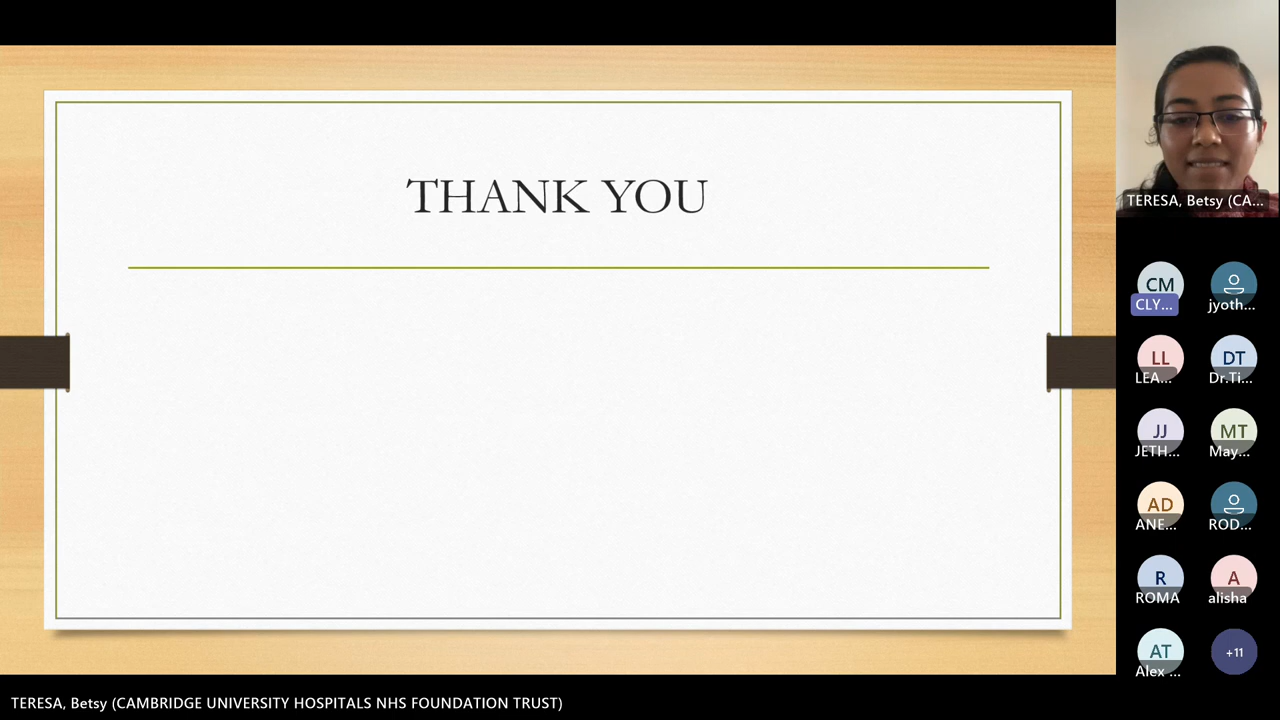 THANK YOU
TERESA, Betsy (CA...
CM
CLY...
jyoth...
LL
LEA...
DT
Dr.Ti...
JJ
JETH...
MT
May...
AD
ANE...
ROD...
R
ROMA
A
alisha
AT
Alex ...
+11
TERESA, Betsy (CAMBRIDGE UNIVERSITY HOSPITALS NHS FOUNDATION TRUST)